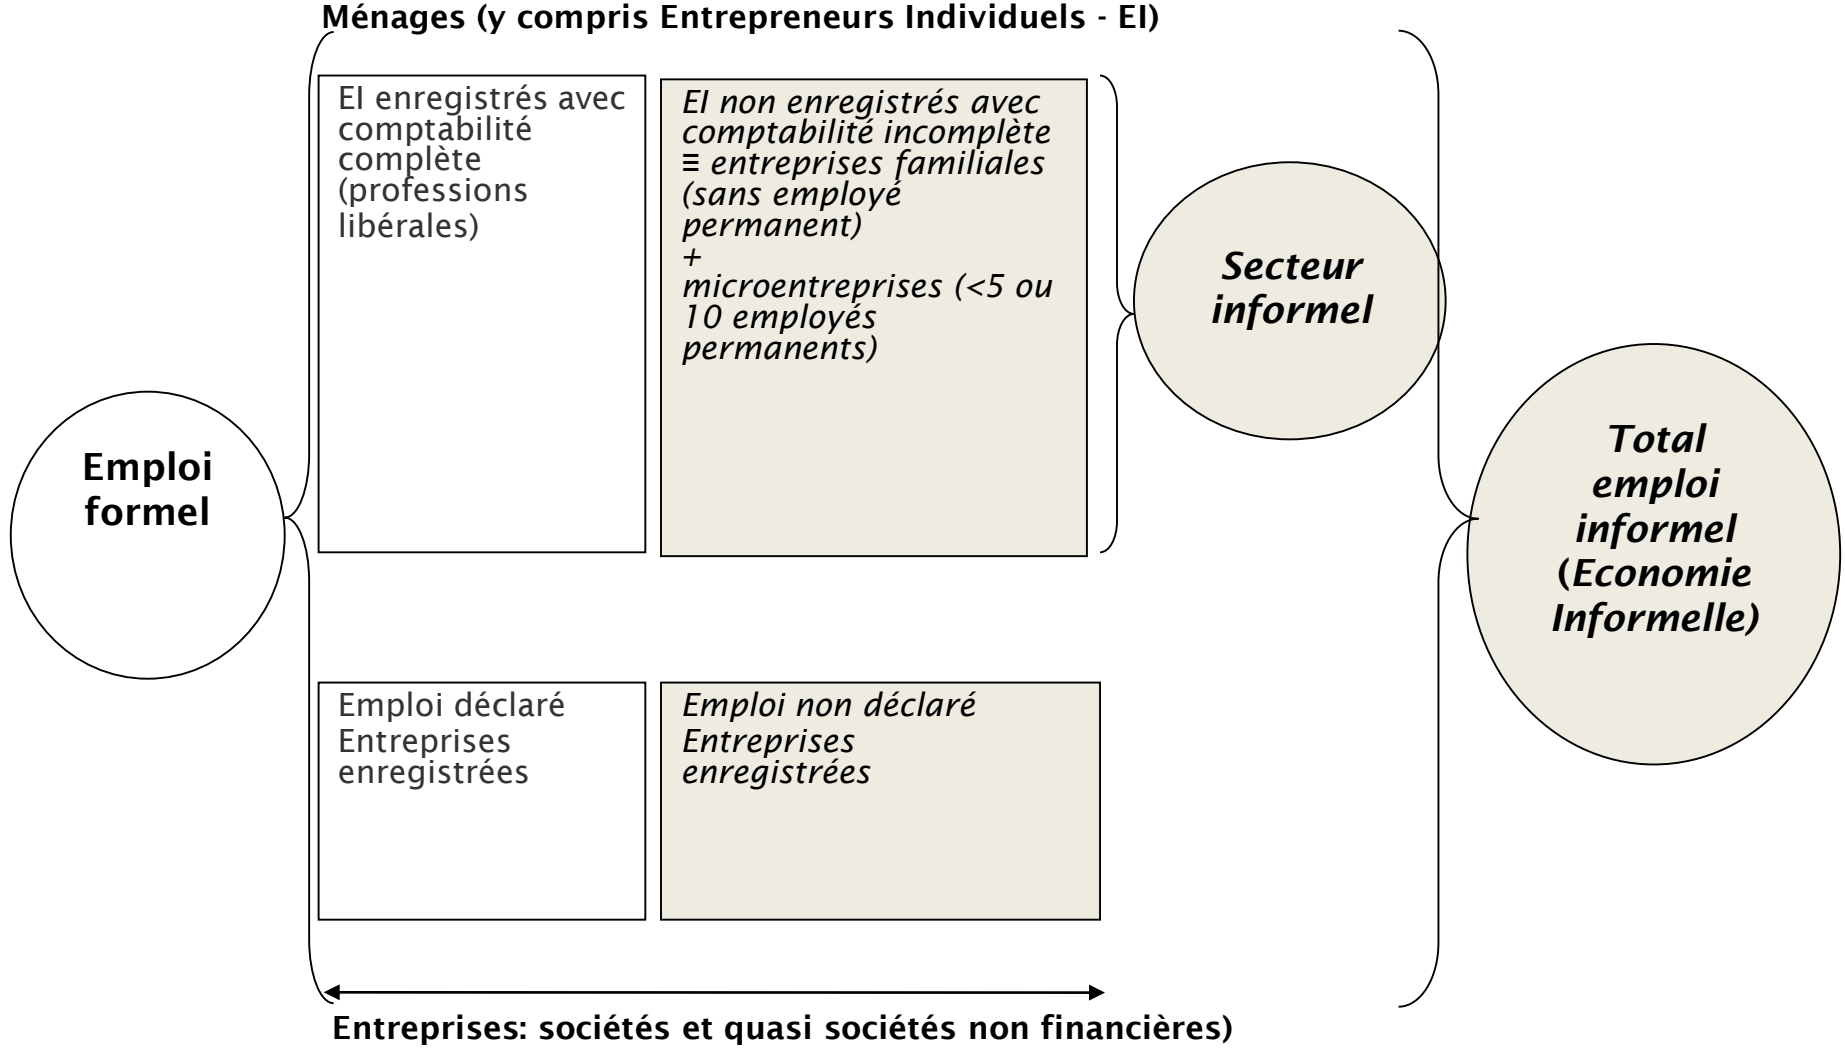 Ménages (y compris Entrepreneurs Individuels - EI)
EI enregistrés avec
comptabilité
complète
(professions
libérales)
EI non enregistrés avec
comptabilité incomplète
≡ entreprises familiales
(sans employé
permanent)
+
microentreprises (<5 ou
10 employés
permanents)
Secteur
informel
Emploi
formel
Total
emploi
informel
(Economie
Informelle)
Emploi déclaré
Entreprises
enregistrées
Emploi non déclaré
Entreprises
enregistrées
Entreprises: sociétés et quasi sociétés non financières)